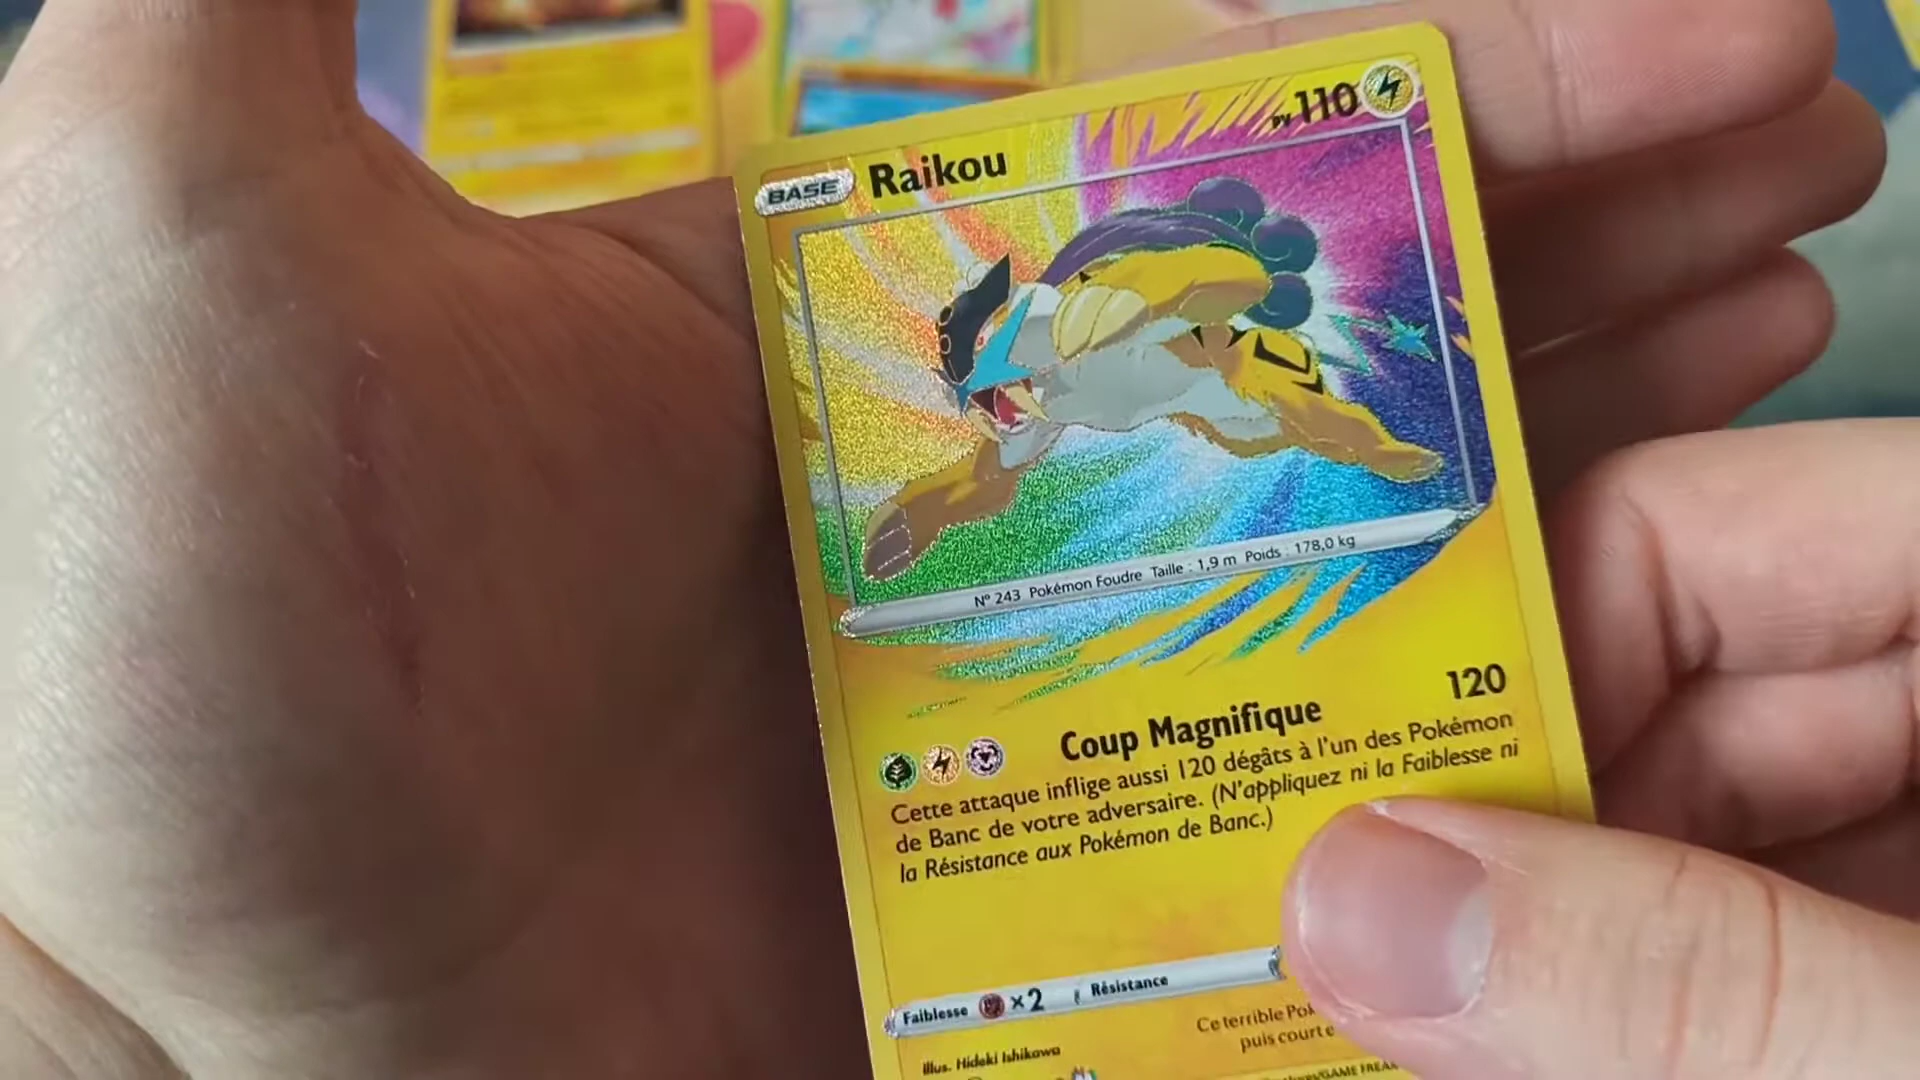 BASE Raikou PV 110
N° 243 Pokémon Foudre Taille : 1,9 m Poids : 178,0 kg
Coup Magnifique 120
Cette attaque inflige aussi 120 dégâts à l'un des Pokémon
de Banc de votre adversaire. (N'appliquez ni la Faiblesse ni
la Résistance aux Pokémon de Banc.)
Faiblesse ×2 Résistance
Ce terrible
puis court
Illus. Hideki Ishikawa
GAME FREAK